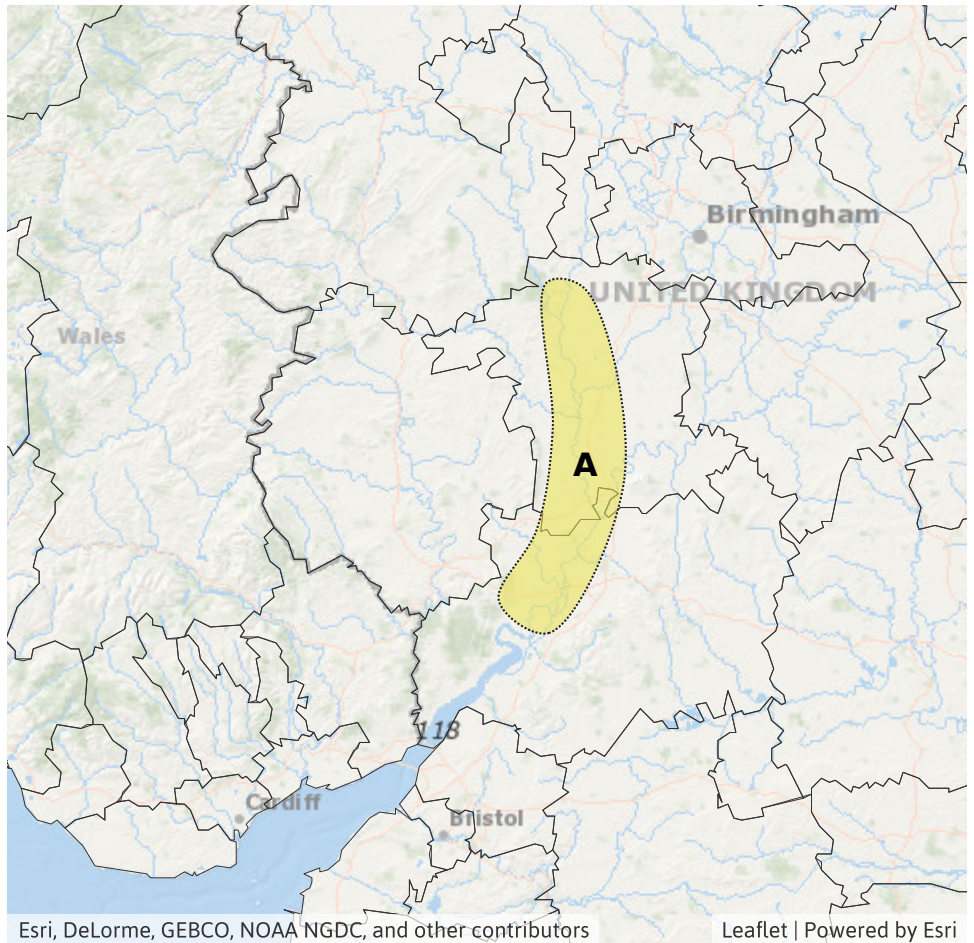 Birmingham
UNITED KINGDOM
Wales
A
118
Cardiff
Bristol
Esri, DeLorme, GEBCO, NOAA NGDC, and other contributors
Leaflet | Powered by Esri